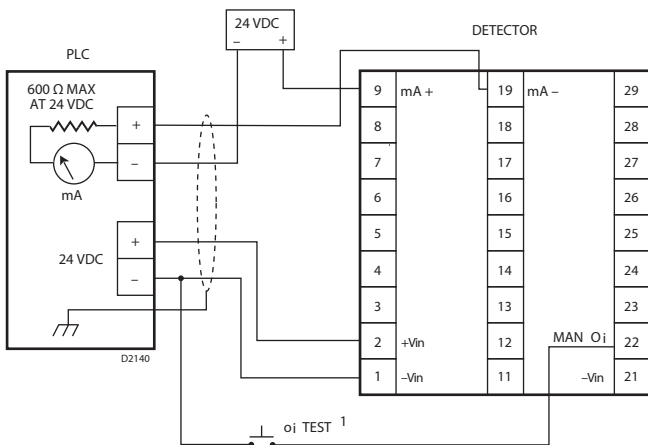 24 VDC
– +
PLC
DETECTOR
600 Ω MAX
AT 24 VDC
+
–
mA
24 VDC
+
–
D2140
9 mA + 19 mA – 29
8 18 28
7 17 27
6 16 26
5 15 25
4 14 24
3 13 23
2 +Vin 12 MAN Oi 22
1 –Vin 11 –Vin 21
oi TEST 1